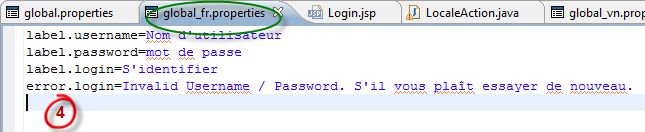 global.properties global_fr.properties Login.jsp LocaleAction.java global_vn.prop
label.username=Nom d'utilisateur
label.password=mot de passe
label.login=S'identifier
error.login=Invalid Username / Password. S'il vous plaît essayer de nouveau.
4